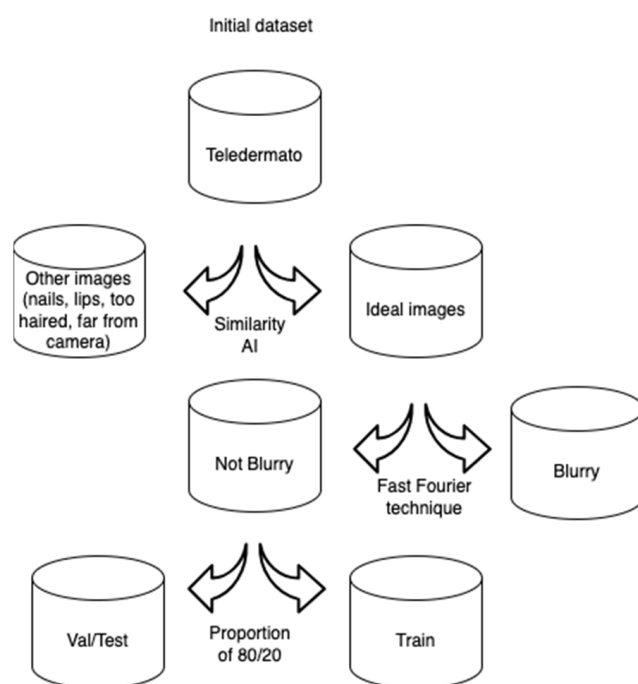 Initial dataset
Teledermato
Other images
(nails, lips, too
haired, far from
camera)
Similarity
AI
Ideal images
Not Blurry
Fast Fourier
technique
Blurry
Val/Test
Proportion
of 80/20
Train